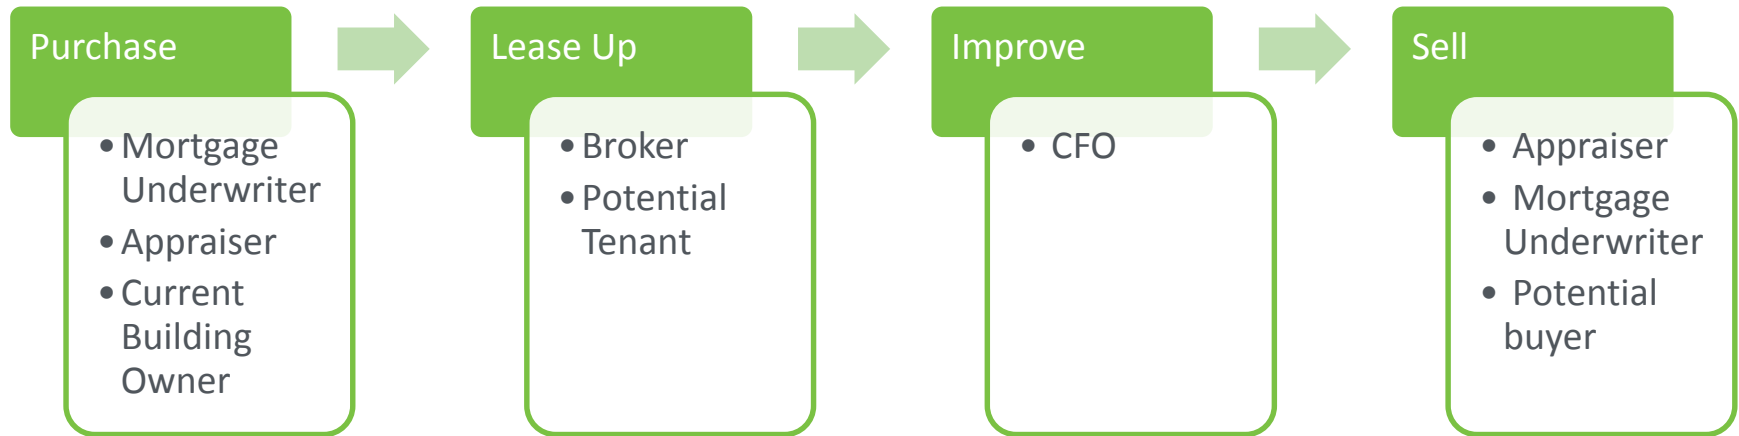 Purchase
• Mortgage
Underwriter
• Appraiser
• Current
Building
Owner
Lease Up
• Broker
• Potential
Tenant
Improve
• CFO
Sell
• Appraiser
• Mortgage
Underwriter
• Potential
buyer